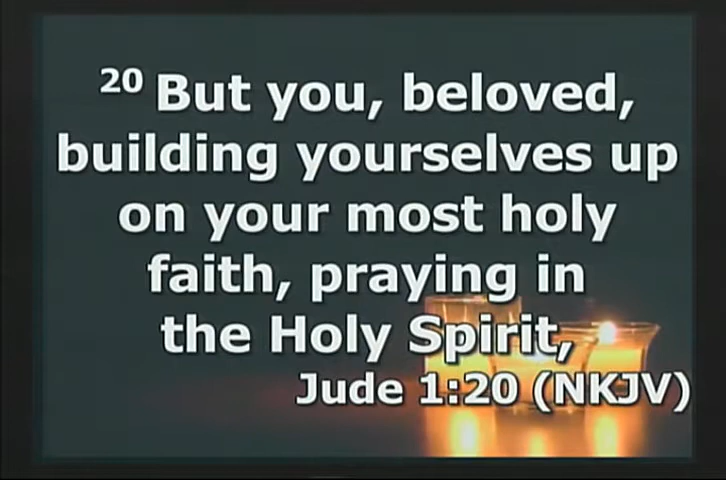 20 But you, beloved,
building yourselves up
on your most holy
faith, praying in
the Holy Spirit,
Jude 1:20 (NKJV)